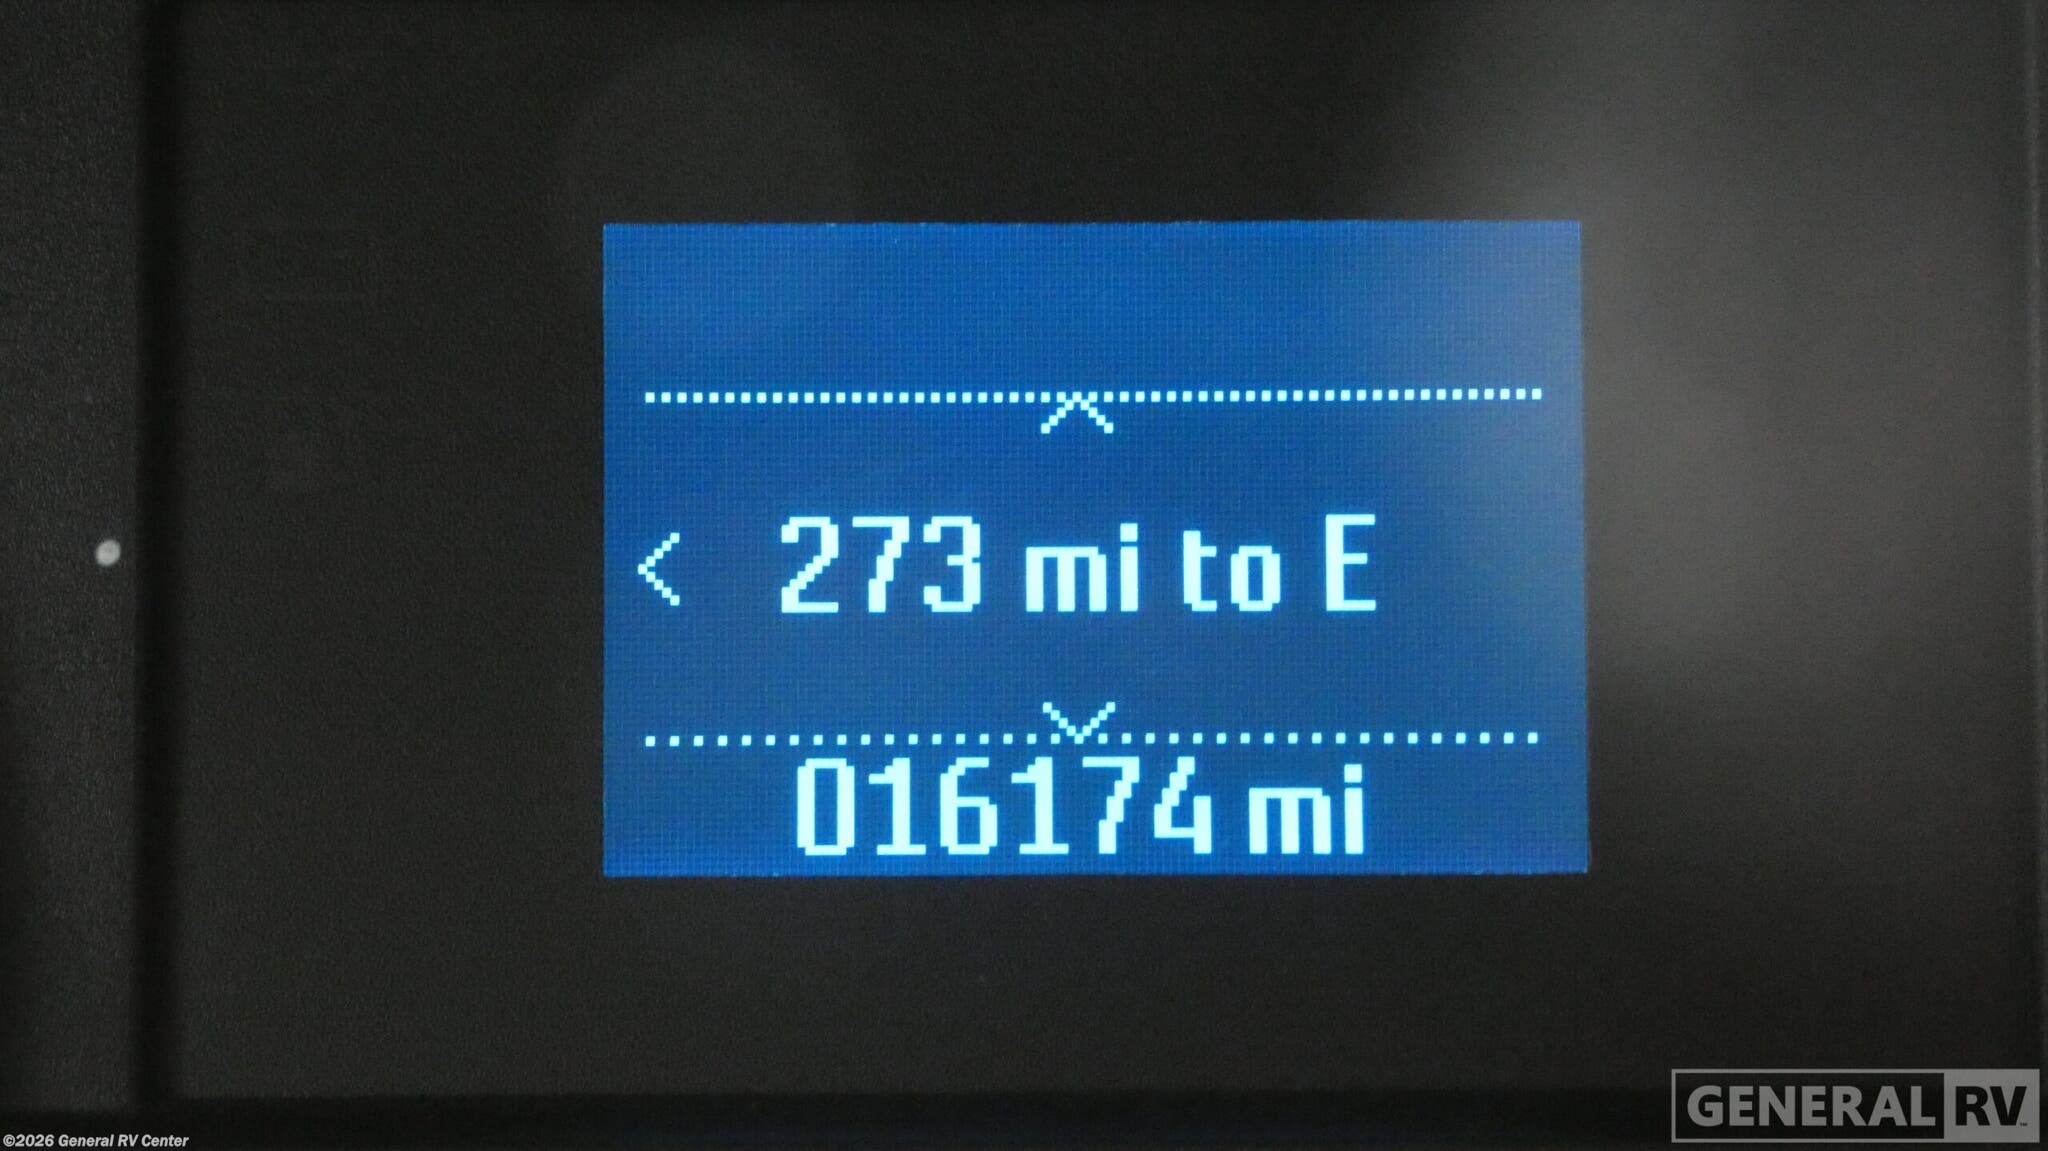 273 mi to E
016174 mi
GENERAL RV
©2026 General RV Center